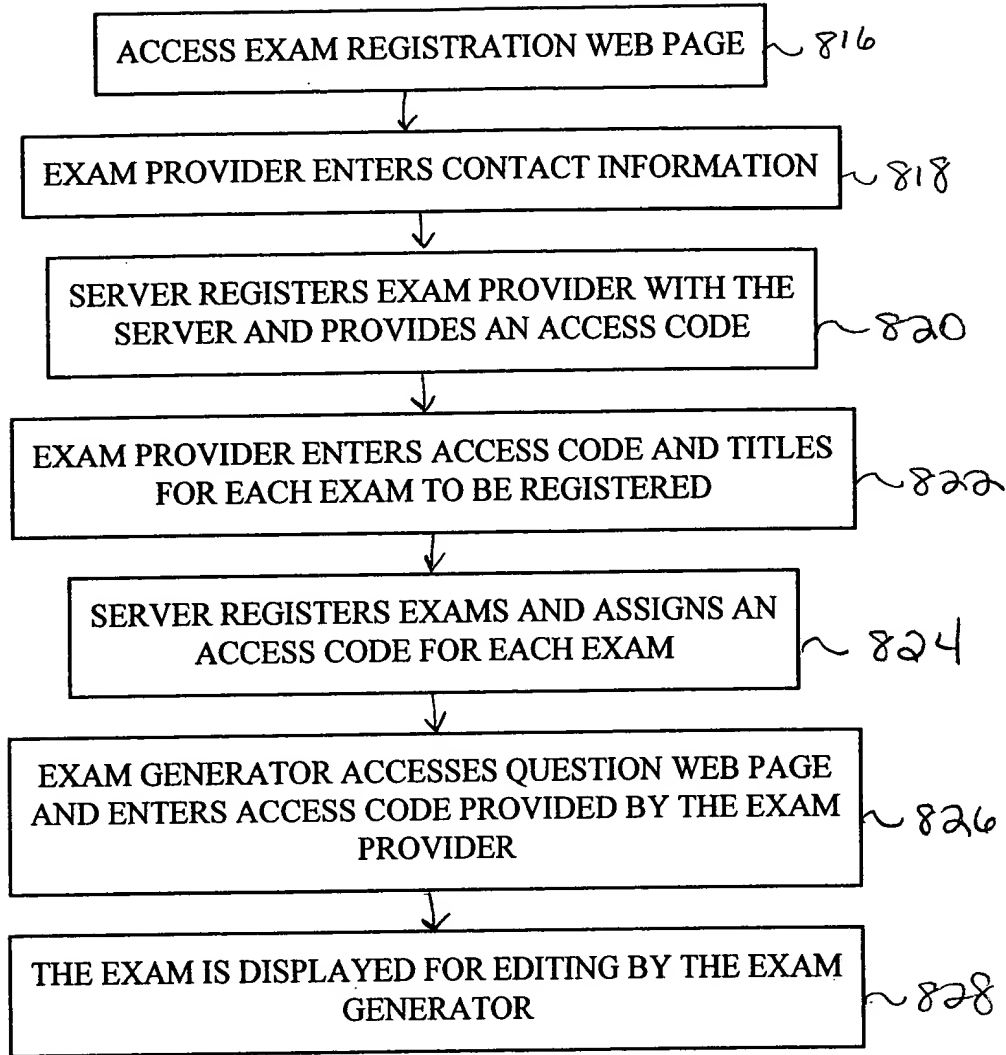 ACCESS EXAM REGISTRATION WEB PAGE 816
EXAM PROVIDER ENTERS CONTACT INFORMATION 818
SERVER REGISTERS EXAM PROVIDER WITH THE
SERVER AND PROVIDES AN ACCESS CODE 820
EXAM PROVIDER ENTERS ACCESS CODE AND TITLES
FOR EACH EXAM TO BE REGISTERED 822
SERVER REGISTERS EXAMS AND ASSIGNS AN
ACCESS CODE FOR EACH EXAM 824
EXAM GENERATOR ACCESSES QUESTION WEB PAGE
AND ENTERS ACCESS CODE PROVIDED BY THE EXAM 826
PROVIDER
THE EXAM IS DISPLAYED FOR EDITING BY THE EXAM
GENERATOR 828